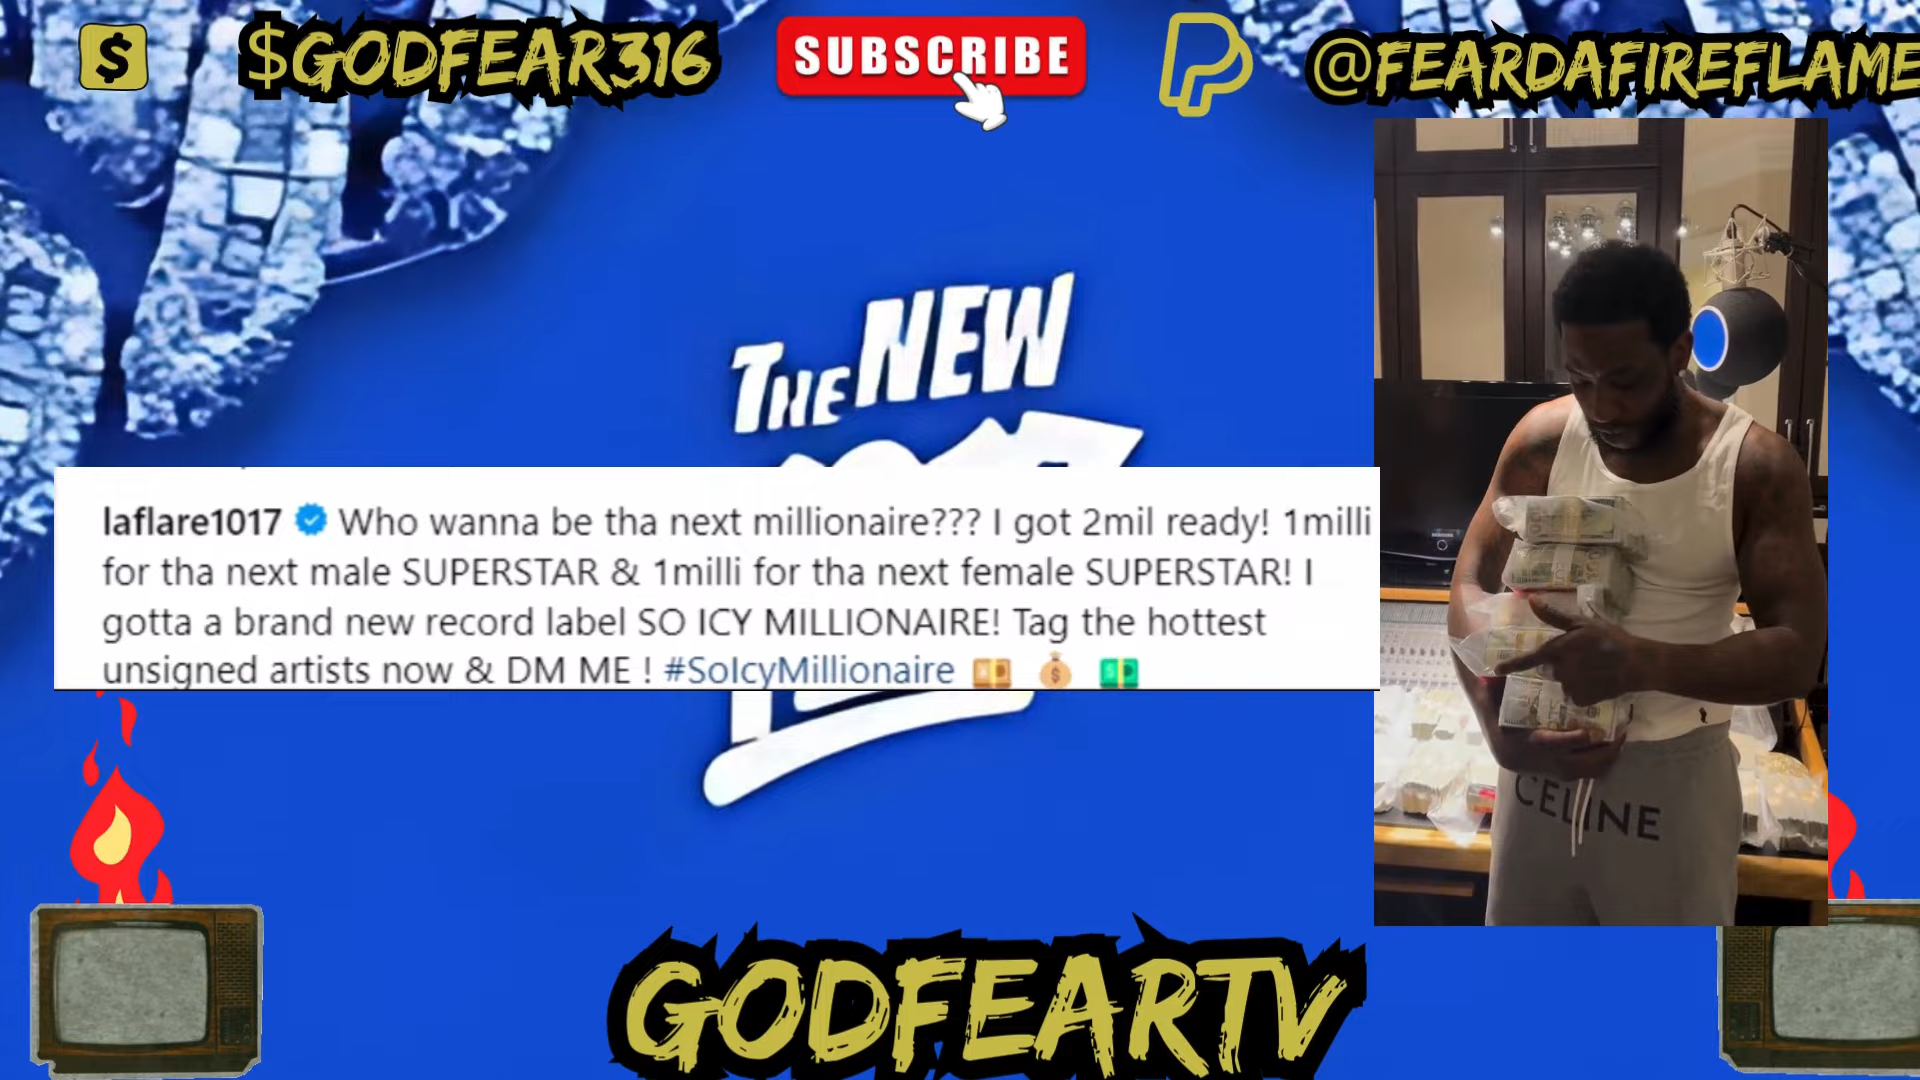 $GODFEAR316
SUBSCRIBE
@FEARDAFIREFLAME
THE NEW
laflare1017 Who wanna be tha next millionaire??? I got 2mil ready! 1milli
for tha next male SUPERSTAR & 1milli for tha next female SUPERSTAR! I
gotta a brand new record label SO ICY MILLIONAIRE! Tag the hottest
unsigned artists now & DM ME ! #SoIcyMillionaire
CELINE
GODFEARTV